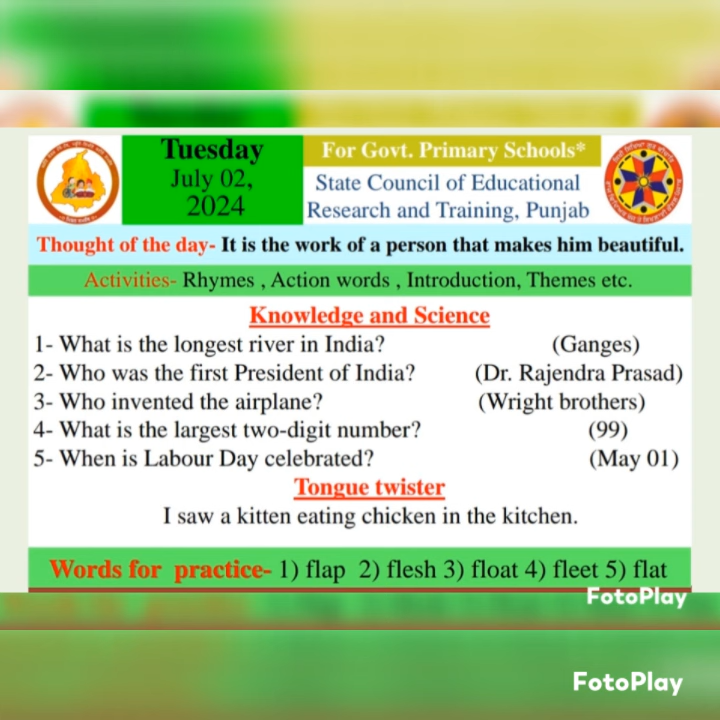 Tuesday
July 02,
2024
For Govt. Primary Schools*
State Council of Educational
Research and Training, Punjab
Thought of the day- It is the work of a person that makes him beautiful.
Activities- Rhymes , Action words , Introduction, Themes etc.
Knowledge and Science
1- What is the longest river in India? (Ganges)
2- Who was the first President of India? (Dr. Rajendra Prasad)
3- Who invented the airplane? (Wright brothers)
4- What is the largest two-digit number? (99)
5- When is Labour Day celebrated? (May 01)
Tongue twister
I saw a kitten eating chicken in the kitchen.
Words for practice- 1) flap 2) flesh 3) float 4) fleet 5) flat
FotoPlay
FotoPlay